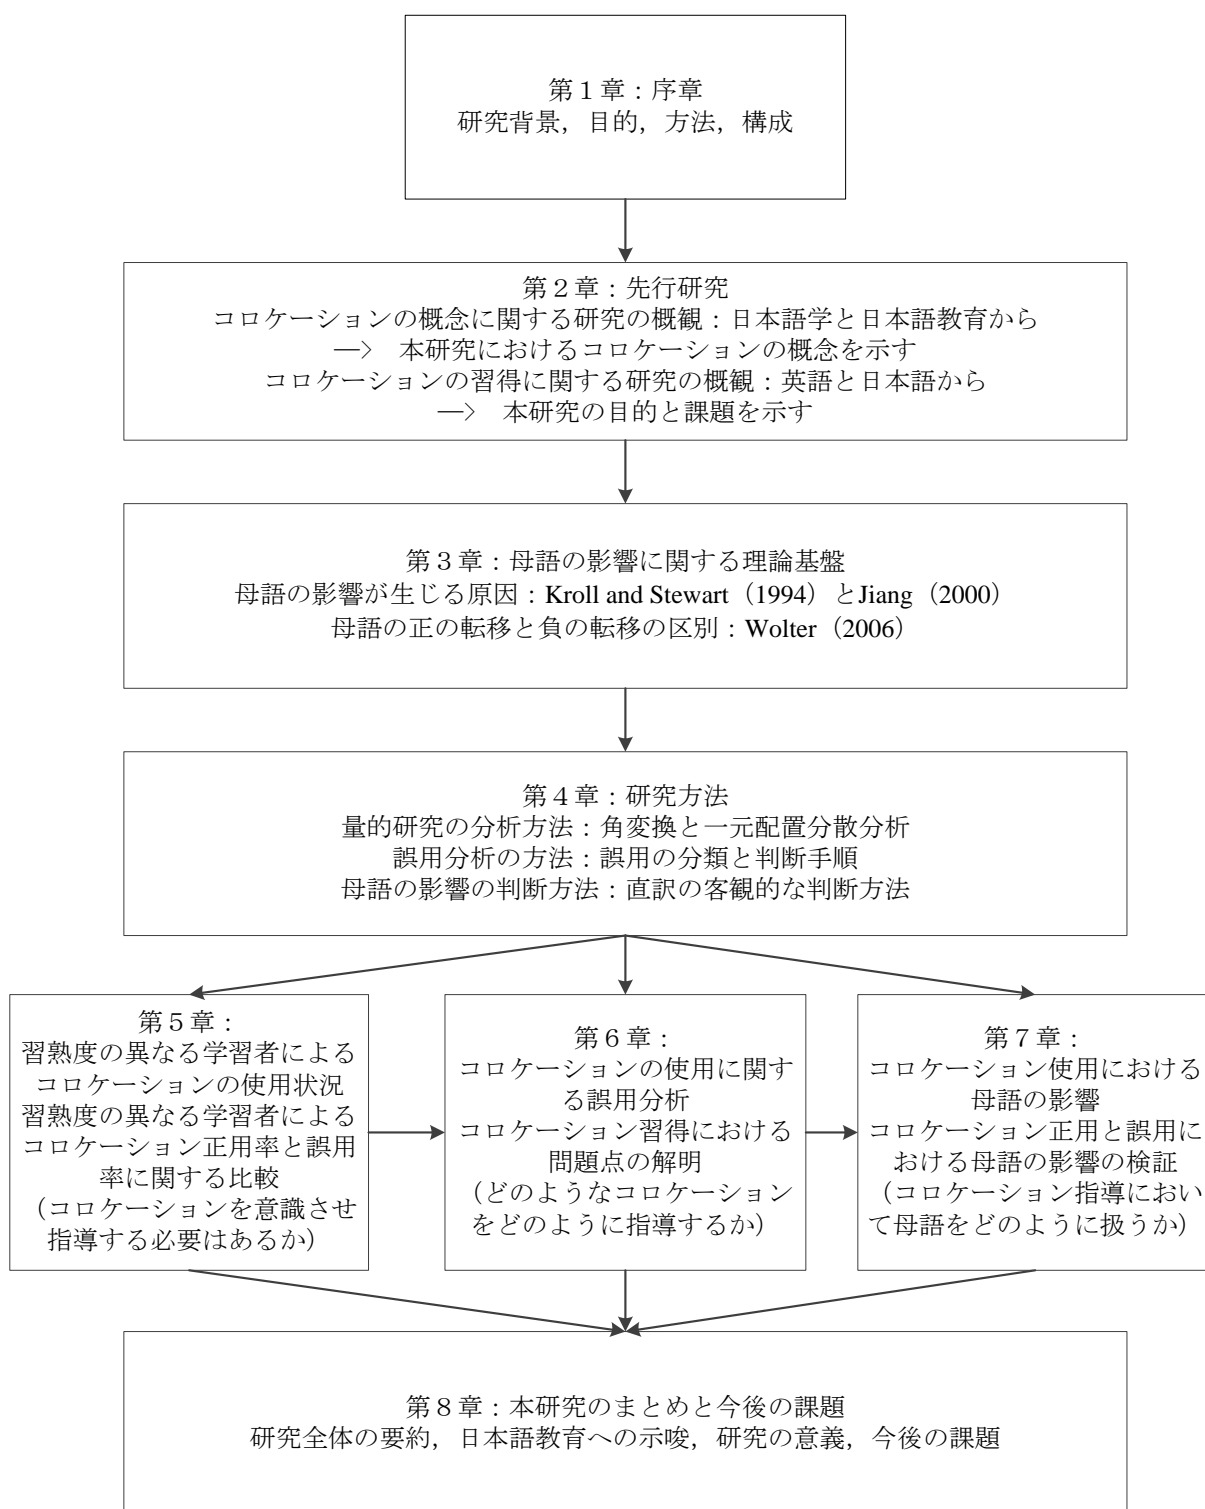 第１章：序章
研究背景，目的，方法，構成
第２章：先行研究
コロケーションの概念に関する研究の概観：日本語学と日本語教育から
―＞　本研究におけるコロケーションの概念を示す
コロケーションの習得に関する研究の概観：英語と日本語から
―＞　本研究の目的と課題を示す
第３章：母語の影響に関する理論基盤
母語の影響が生じる原因：Kroll and Stewart（1994）とJiang（2000）
母語の正の転移と負の転移の区別：Wolter（2006）
第４章：研究方法
量的研究の分析方法：角変換と一元配置分散分析
誤用分析の方法：誤用の分類と判断手順
母語の影響の判断方法：直訳の客観的な判断方法
第５章：
習熟度の異なる学習者による
コロケーションの使用状況
習熟度の異なる学習者による
コロケーション正用率と誤用
率に関する比較
（コロケーションを意識させ
指導する必要はあるか）
第６章：
コロケーションの使用に関す
る誤用分析
コロケーション習得における
問題点の解明
（どのようなコロケーション
をどのように指導するか）
第７章：
コロケーション使用における
母語の影響
コロケーション正用と誤用に
おける母語の影響の検証
（コロケーション指導におい
て母語をどのように扱うか）
第８章：本研究のまとめと今後の課題
研究全体の要約，日本語教育への示唆，研究の意義，今後の課題